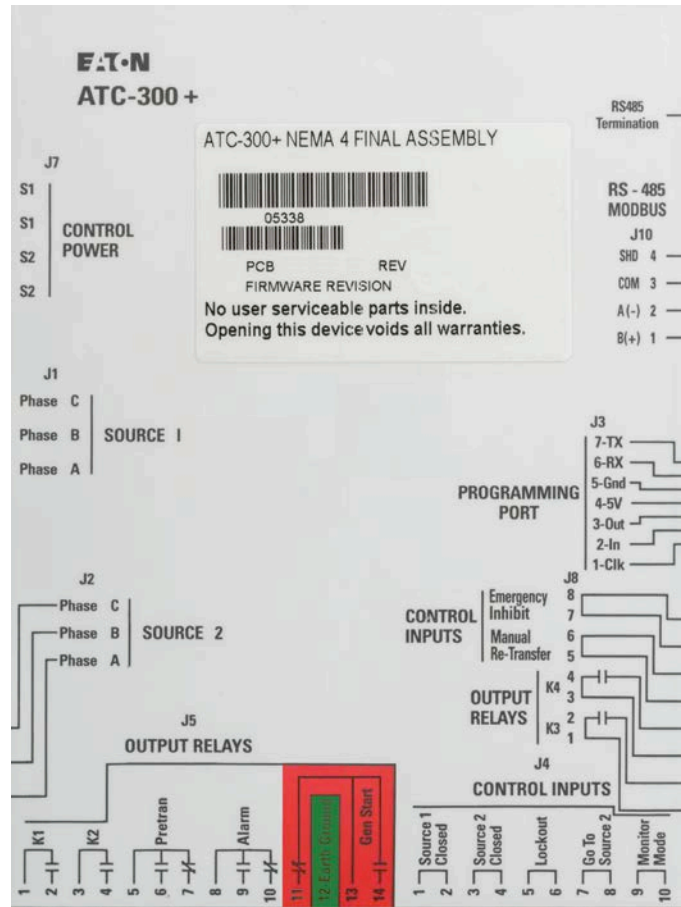 EATON
ATC-300 +
ATC-300+ NEMA 4 FINAL ASSEMBLY
05338
PCB REV
FIRMWARE REVISION
No user serviceable parts inside.
Opening this device voids all warranties.
RS485
Termination
J7
S1
S1
S2
S2
CONTROL
POWER
RS - 485
MODBUS
J10
SHD 4
COM 3
A(-) 2
B(+) 1
J1
Phase C
Phase B
Phase A
SOURCE 1
J3
7-TX
6-RX
5-Gnd
4-5V
3-Out
2-In
1-Clk
PROGRAMMING
PORT
J2
Phase C
Phase B
Phase A
SOURCE 2
J8
CONTROL
INPUTS
Emergency 8
Inhibit 7
Manual 6
Re-Transfer 5
OUTPUT
RELAYS
K4 4
3
K3 2
1
J5
OUTPUT RELAYS
K1
K2
Pretran
Alarm
Gen Start
1
2
3
4
5
6
7
8
9
10
11
12-Earth Ground
13
14
J4
CONTROL INPUTS
Source 1
Closed
Source 2
Closed
Lockout
Go To
Source 2
Monitor
Mode
1
2
3
4
5
6
7
8
9
10